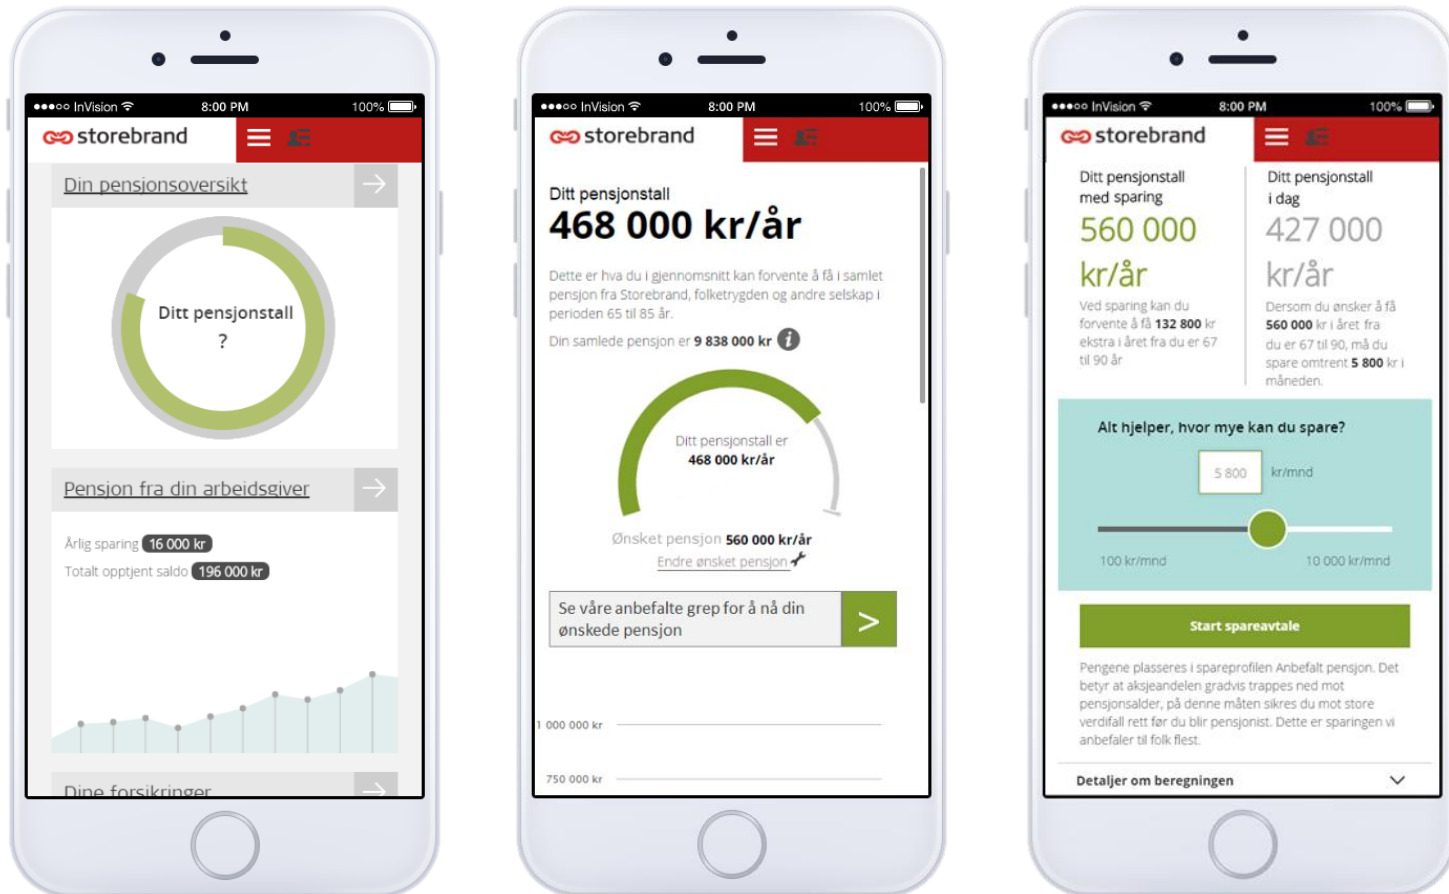 ●●●○○ InVision 8:00 PM 100%
storebrand
Din pensjonsoversikt
Ditt pensjonstall
?
Pensjon fra din arbeidsgiver
Årlig sparing 16 000 kr
Totalt opptjent saldo 196 000 kr
Dine forsikringer
●●●○○ InVision 8:00 PM 100%
storebrand
Ditt pensjonstall
468 000 kr/år
Dette er hva du i gjennomsnitt kan forvente å få i samlet
pensjon fra Storebrand, folketrygden og andre selskap i
perioden 65 til 85 år.
Din samlede pensjon er 9 838 000 kr i
Ditt pensjonstall er
468 000 kr/år
Ønsket pensjon 560 000 kr/år
Endre ønsket pensjon
Se våre anbefalte grep for å nå din
ønskede pensjon
>
1 000 000 kr
750 000 kr
●●●○○ InVision 8:00 PM 100%
storebrand
Ditt pensjonstall
med sparing
560 000
kr/år
Ved sparing kan du
forvente å få 132 800 kr
ekstra i året fra du er 67
til 90 år
Ditt pensjonstall
i dag
427 000
kr/år
Dersom du ønsker å få
560 000 kr i året fra
du er 67 til 90, må du
spare omtrent 5 800 kr i
måneden.
Alt hjelper, hvor mye kan du spare?
5 800 kr/mnd
100 kr/mnd 10 000 kr/mnd
Start spareavtale
Pengene plasseres i spareprofilen Anbefalt pensjon. Det
betyr at aksjeandelen gradvis trappes ned mot
pensjonsalder, på denne måten sikres du mot store
verdifall rett før du blir pensjonist. Dette er sparingen vi
anbefaler til folk flest.
Detaljer om beregningen